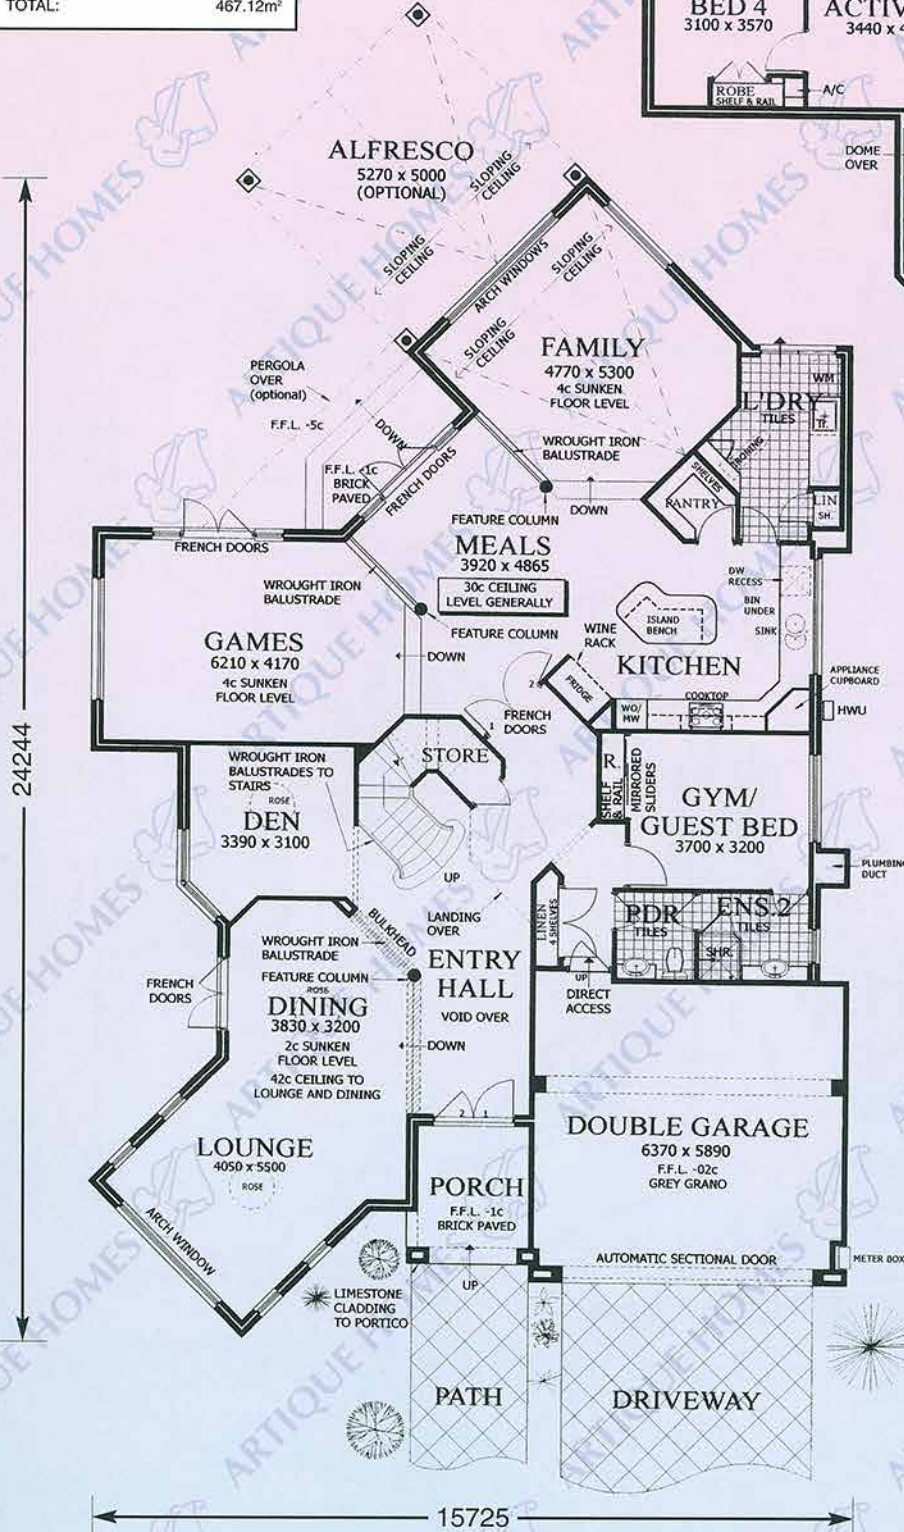 TOTAL: 467.12m²
BED 4
3100 x 3570
ROBE
SHELF & RAIL
A/C
DOME
OVER
ALFRESCO
5270 x 5000
(OPTIONAL)
SLOPING
CEILING
SLOPING
CEILING
ARCH WINDOWS
SLOPING
CEILING
SLOPING
CEILING
FAMILY
4770 x 5300
4c SUNKEN
FLOOR LEVEL
PERGOLA
OVER
(optional)
F.F.L. -5c
DOWN
F.F.L. -1c
BRICK
PAVED
FRENCH DOORS
WROUGHT IRON
BALUSTRADE
WM
L'DRY
TILES
Tr.
IRONING
SHELVES
PANTRY
LIN
SH.
FEATURE COLUMN
DOWN
MEALS
3920 x 4865
30c CEILING
LEVEL GENERALLY
FRENCH DOORS
WROUGHT IRON
BALUSTRADE
FEATURE COLUMN
GAMES
6210 x 4170
4c SUNKEN
FLOOR LEVEL
DOWN
DW
RECESS
BIN
UNDER
SINK
ISLAND
BENCH
WINE
RACK
KITCHEN
FRIDGE
COOKTOP
WO/
MW
APPLIANCE
CUPBOARD
HWU
2
FRENCH
DOORS
1
STORE
WROUGHT IRON
BALUSTRADES TO
STAIRS
ROSE
DEN
3390 x 3100
R.
SHELF
& RAIL
MIRRORED
SLIDERS
GYM/
GUEST BED
3700 x 3200
PLUMBING
DUCT
UP
LANDING
OVER
BULKHEAD
WROUGHT IRON
BALUSTRADE
LINEN
4 SHELVES
PDR
TILES
ENS.2
TILES
SHR.
ENTRY
HALL
VOID OVER
UP
DIRECT
ACCESS
FRENCH
DOORS
FEATURE COLUMN
ROSE
DINING
3830 x 3200
2c SUNKEN
FLOOR LEVEL
42c CEILING TO
LOUNGE AND DINING
DOWN
2 1
DOUBLE GARAGE
6370 x 5890
F.F.L. -02c
GREY GRANO
LOUNGE
4050 x 5500
ROSE
ARCH WINDOW
PORCH
F.F.L. -1c
BRICK PAVED
UP
AUTOMATIC SECTIONAL DOOR
METER BOX
LIMESTONE
CLADDING
TO PORTICO
PATH
DRIVEWAY
24244
15725
ARTIQUE HOMES